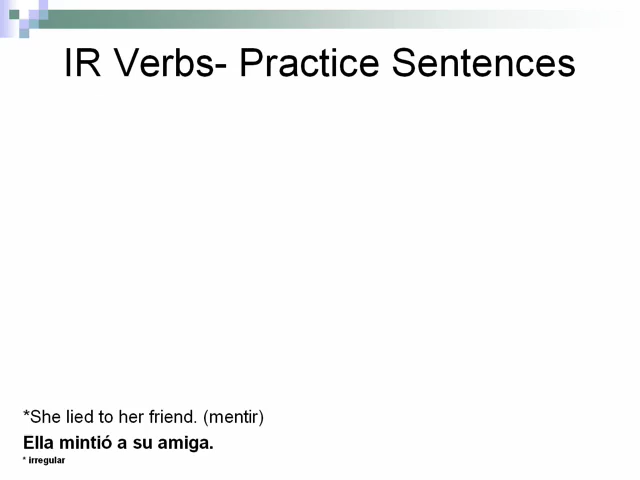 IR Verbs- Practice Sentences
*She lied to her friend. (mentir)
Ella mintió a su amiga.
* irregular